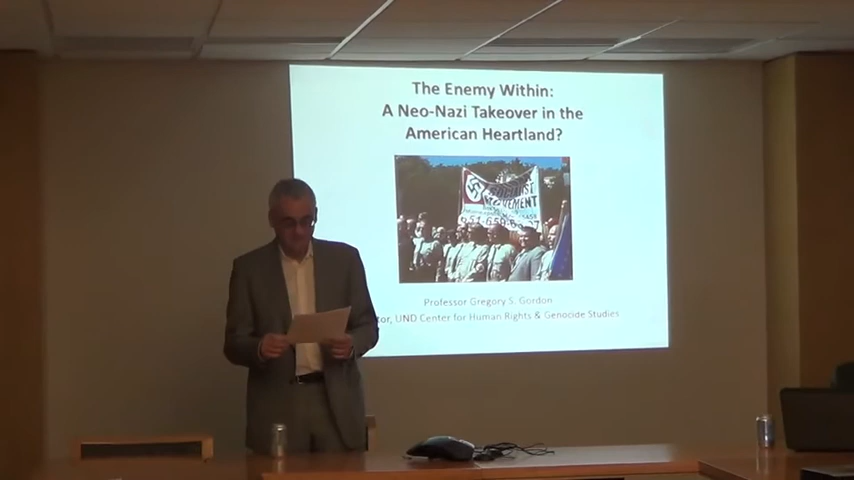 The Enemy Within:
A Neo-Nazi Takeover in the
American Heartland?
MOVEMENT
Professor Gregory S. Gordon
tor, UND Center for Human Rights & Genocide Studies